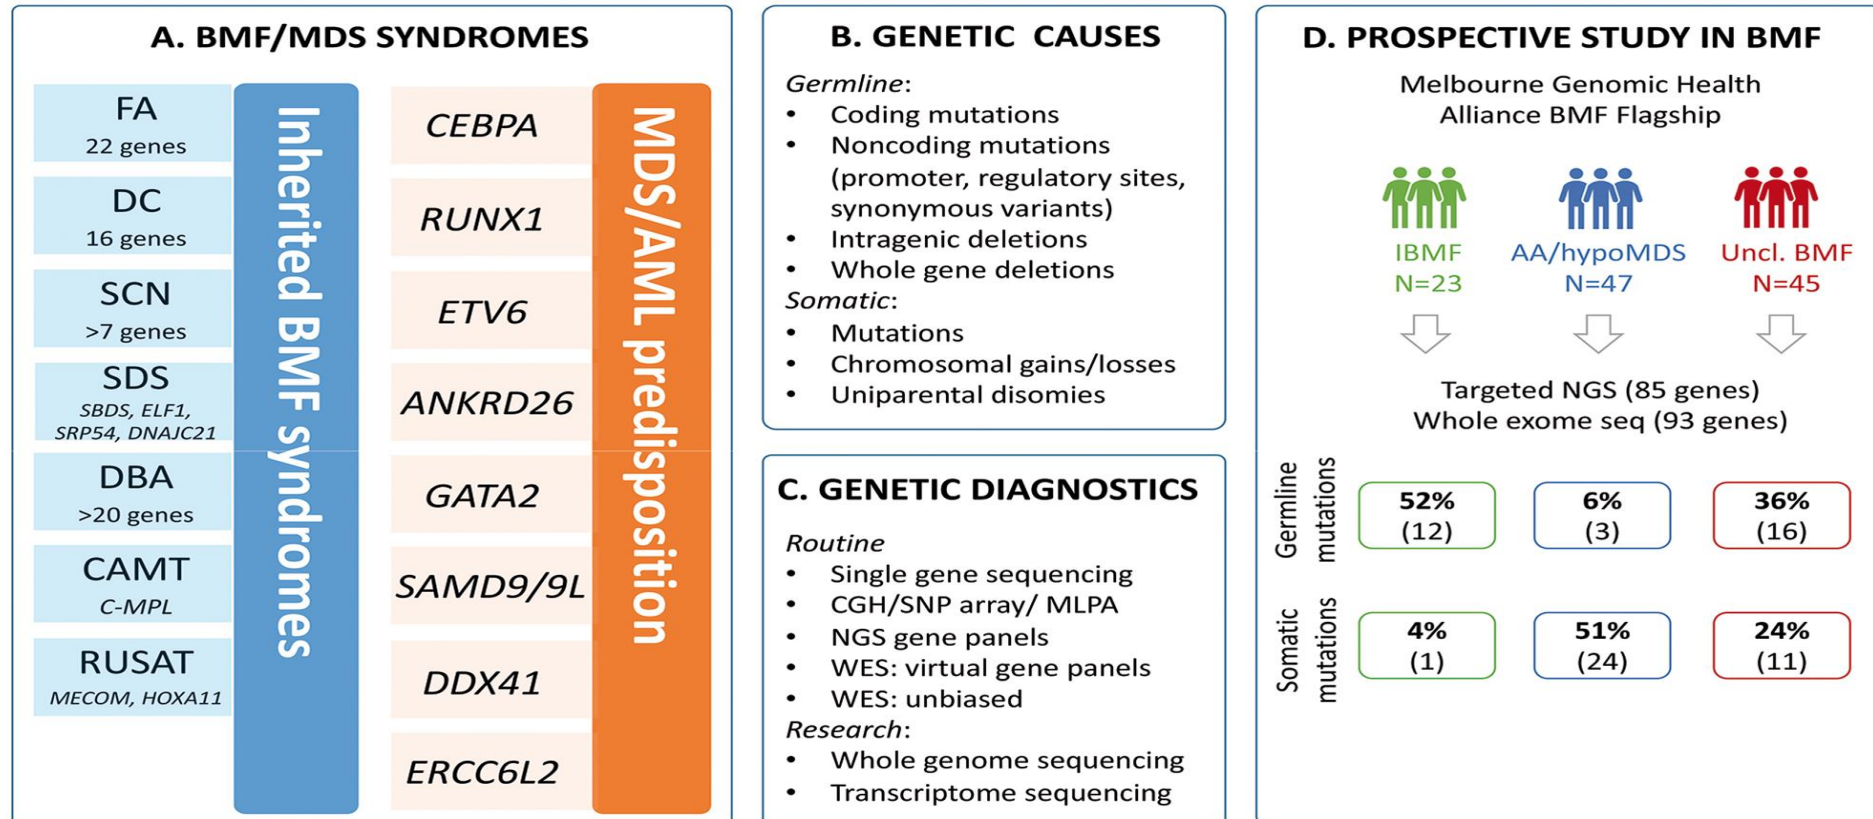 A. BMF/MDS SYNDROMES
FA
22 genes
DC
16 genes
SCN
>7 genes
SDS
SBDS, ELF1,
SRP54, DNAJC21
DBA
>20 genes
CAMT
C-MPL
RUSAT
MECOM, HOXA11
Inherited BMF syndromes
CEBPA
RUNX1
ETV6
ANKRD26
GATA2
SAMD9/9L
DDX41
ERCC6L2
MDS/AML predisposition
B. GENETIC CAUSES
Germline:
• Coding mutations
• Noncoding mutations
(promoter, regulatory sites,
synonymous variants)
• Intragenic deletions
• Whole gene deletions
Somatic:
• Mutations
• Chromosomal gains/losses
• Uniparental disomies
C. GENETIC DIAGNOSTICS
Routine
• Single gene sequencing
• CGH/SNP array/ MLPA
• NGS gene panels
• WES: virtual gene panels
• WES: unbiased
Research:
• Whole genome sequencing
• Transcriptome sequencing
D. PROSPECTIVE STUDY IN BMF
Melbourne Genomic Health
Alliance BMF Flagship
IBMF
N=23
AA/hypoMDS
N=47
Uncl. BMF
N=45
Targeted NGS (85 genes)
Whole exome seq (93 genes)
Germline
mutations
52%
(12)
6%
(3)
36%
(16)
Somatic
mutations
4%
(1)
51%
(24)
24%
(11)